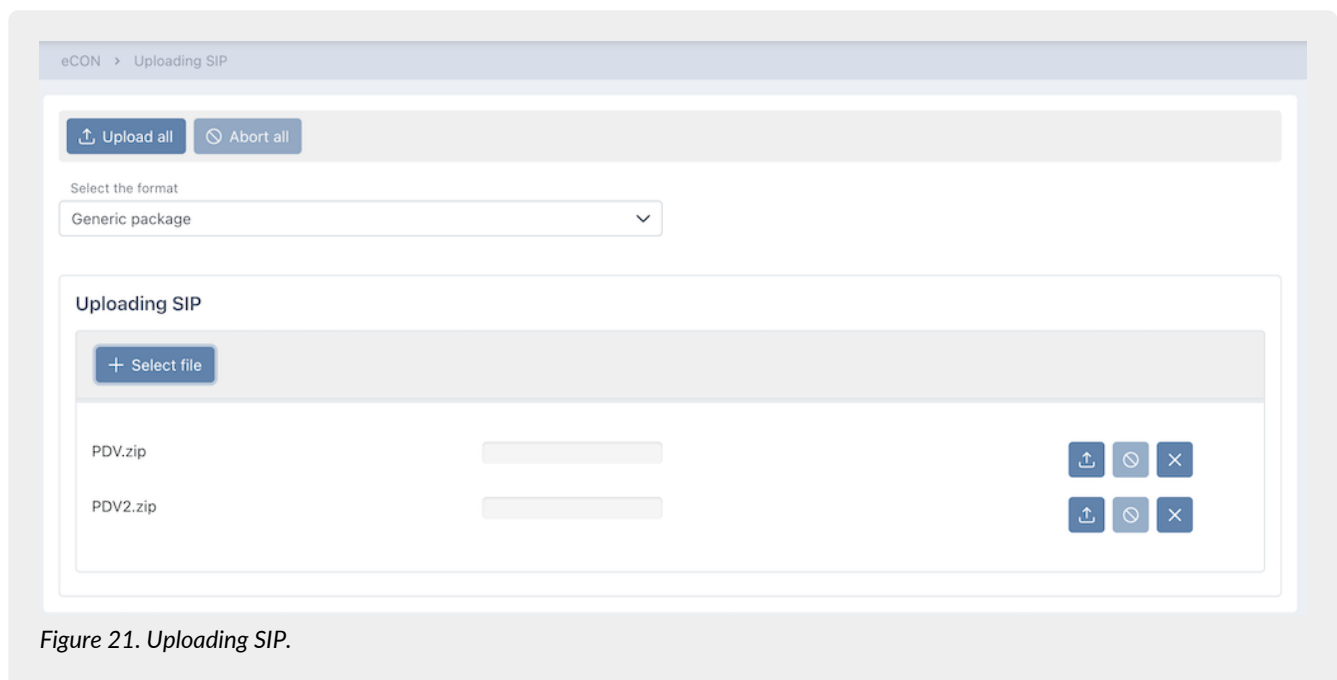 eCON > Uploading SIP
Upload all Abort all
Select the format
Generic package
Uploading SIP
+ Select file
PDV.zip
PDV2.zip
Figure 21. Uploading SIP.